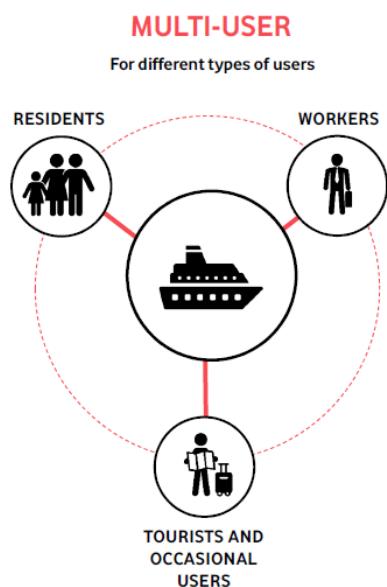 MULTI-USER
For different types of users
RESIDENTS
WORKERS
TOURISTS AND
OCCASIONAL
USERS